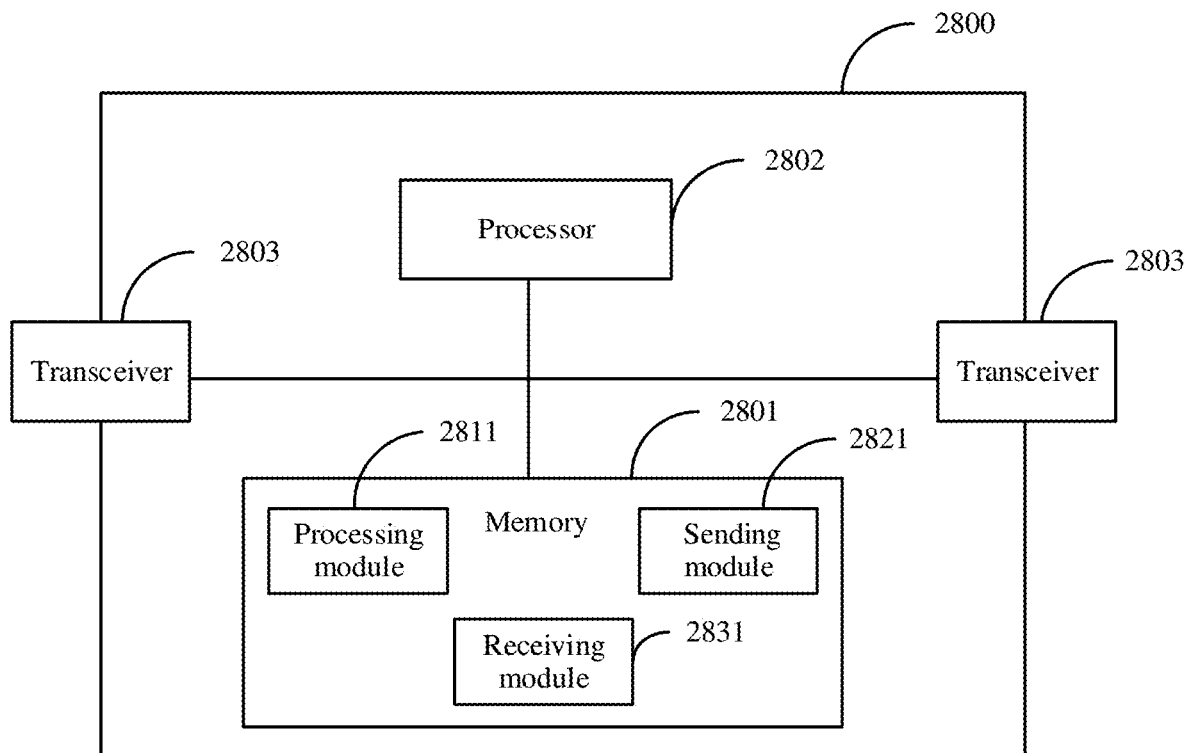 2800
2802
Processor
2803
2803
Transceiver
Transceiver
2801
2811
2821
Memory
Processing
module
Sending
module
2831
Receiving
module